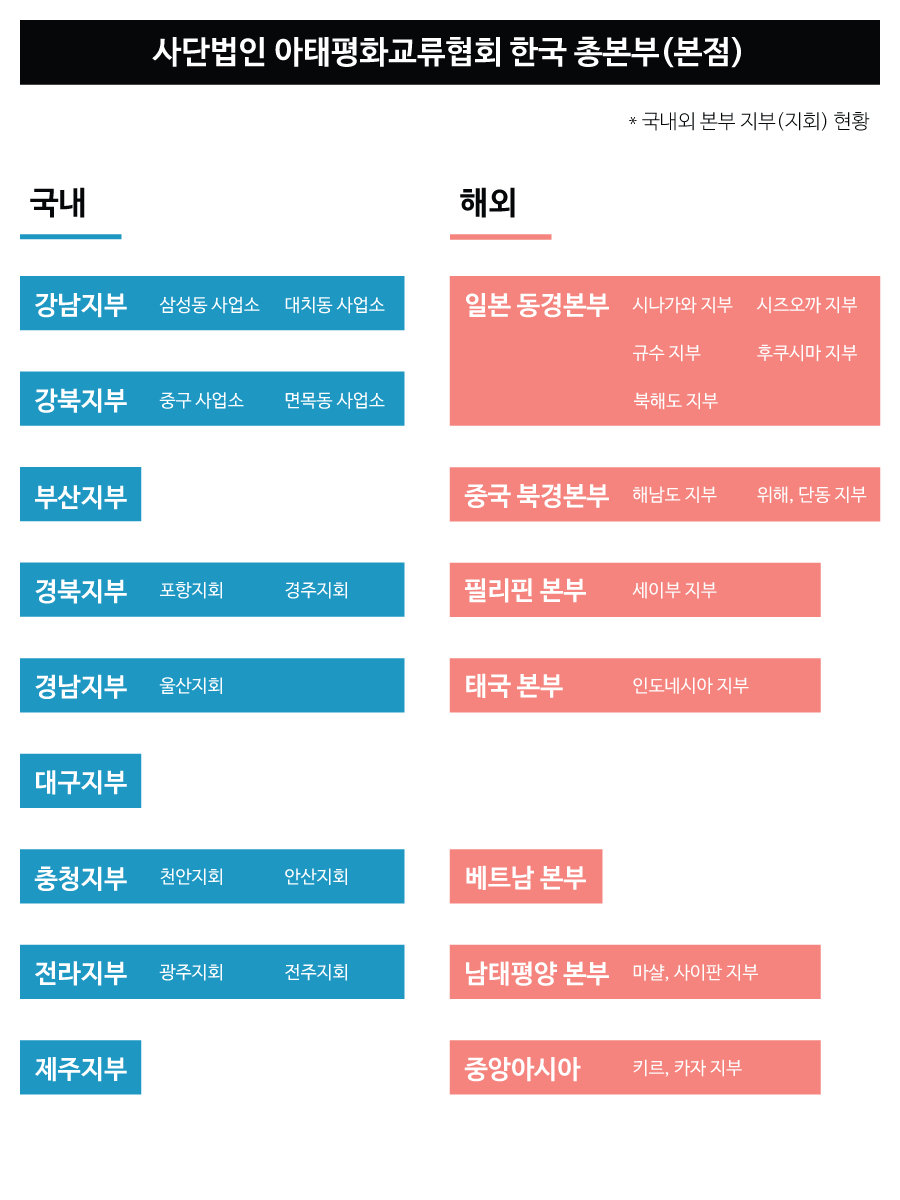 사단법인 아태평화교류협회 한국 총본부(본점)
* 국내외 본부 지부(지회) 현황
국내
강남지부 삼성동 사업소 대치동 사업소
강북지부 중구 사업소 면목동 사업소
부산지부
경북지부 포항지회 경주지회
경남지부 울산지회
대구지부
충청지부 천안지회 안산지회
전라지부 광주지회 전주지회
제주지부
해외
일본 동경본부 시나가와 지부 시즈오까 지부
규수 지부 후쿠시마 지부
북해도 지부
중국 북경본부 해남도 지부 위해, 단동 지부
필리핀 본부 세이부 지부
태국 본부 인도네시아 지부
베트남 본부
남태평양 본부 마샬, 사이판 지부
중앙아시아 키르, 카자 지부